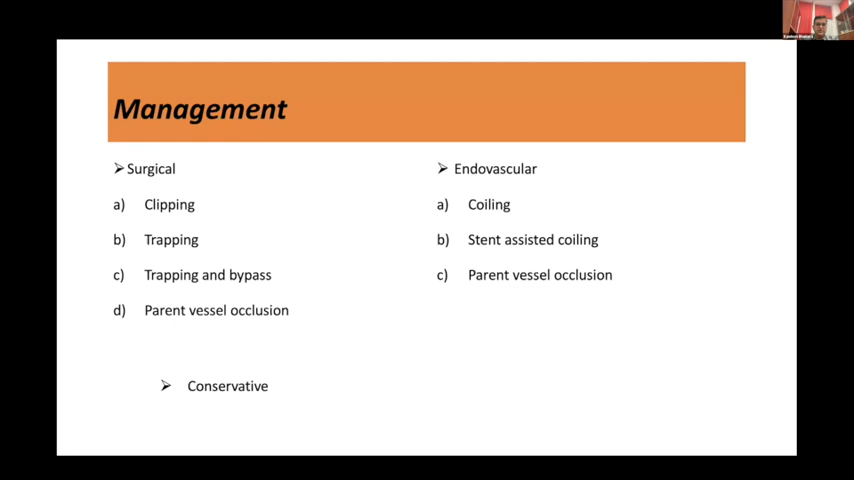 Management
➢ Surgical
a) Clipping
b) Trapping
c) Trapping and bypass
d) Parent vessel occlusion
➢ Endovascular
a) Coiling
b) Stent assisted coiling
c) Parent vessel occlusion
➢ Conservative